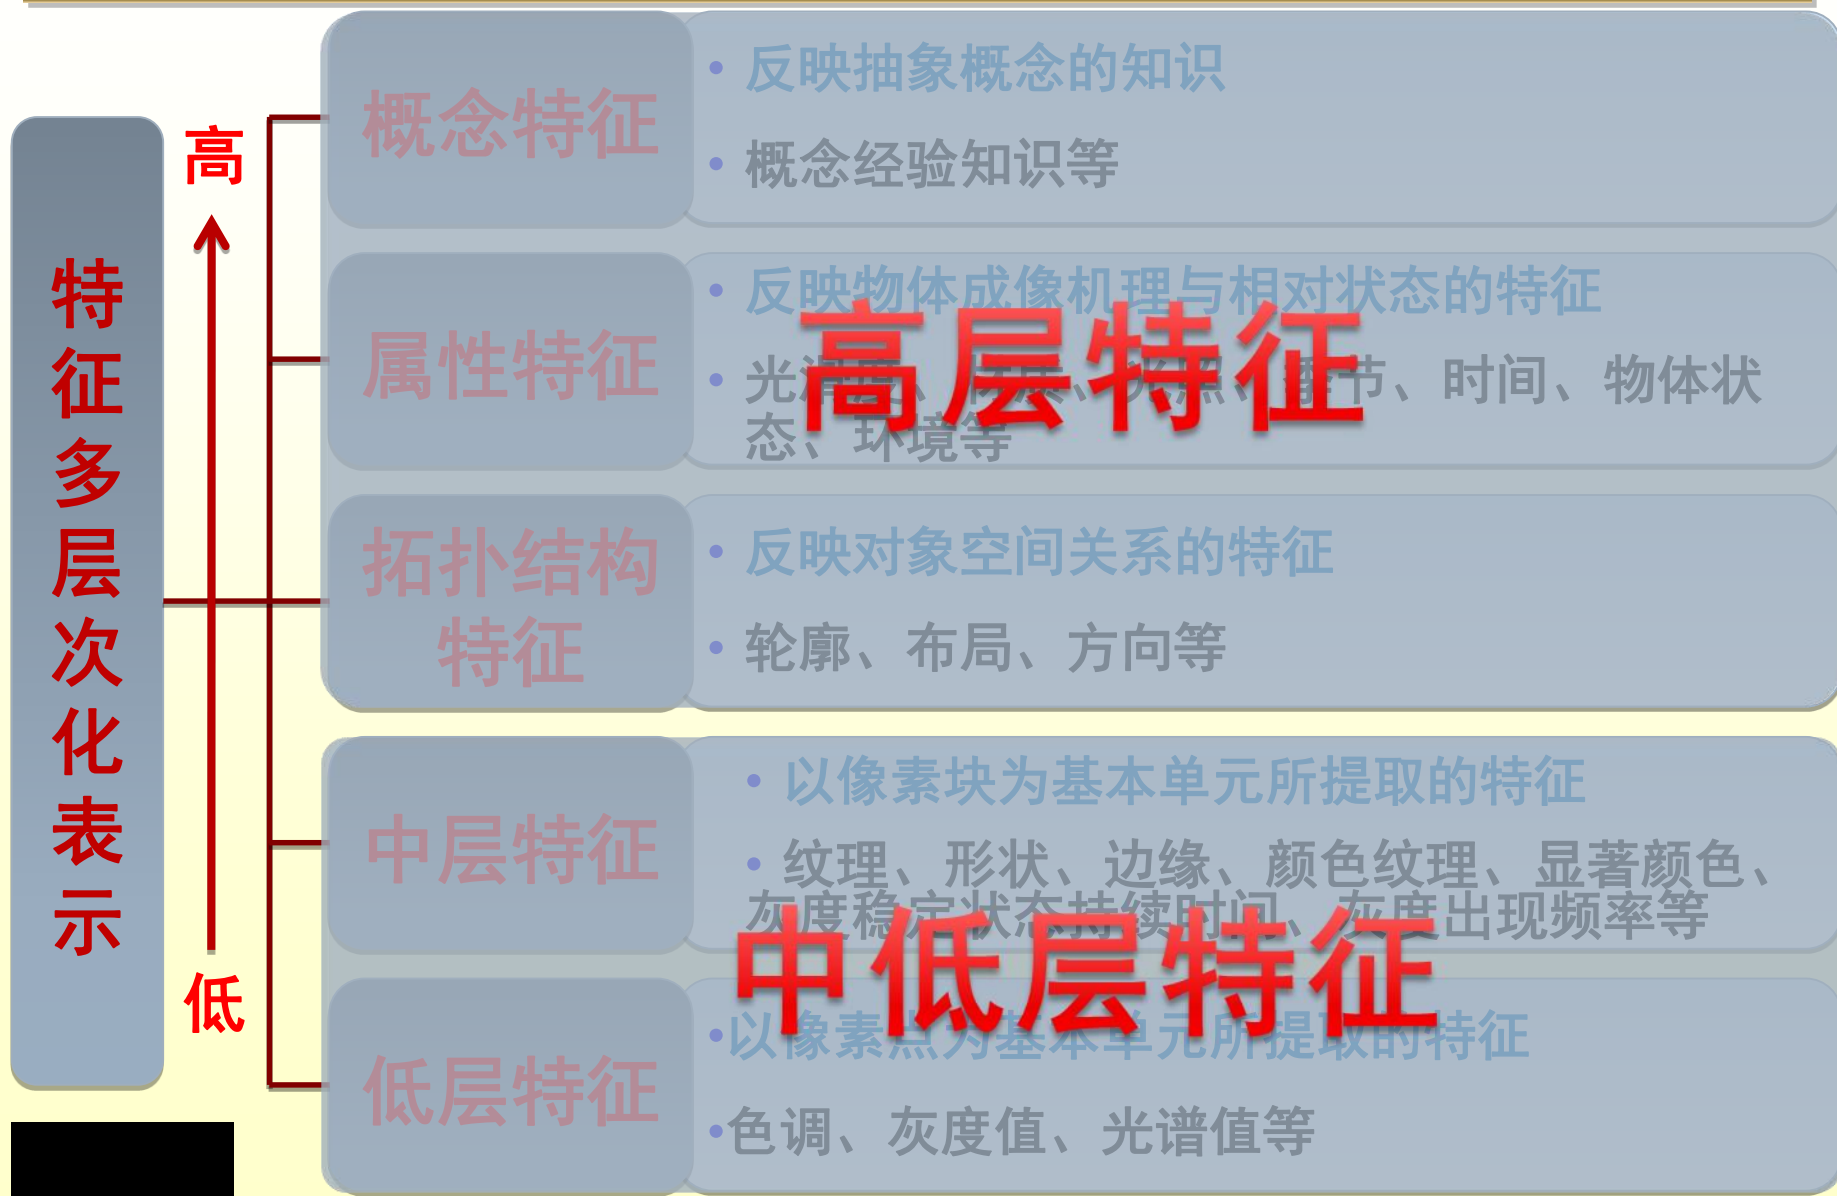 特征多层次化表示
高
低
概念特征
反映抽象概念的知识
概念经验知识等
属性特征
反映物体成像机理与相对状态的特征
光滑度、材质、光照、季节、时间、物体状
态、环境等
高层特征
拓扑结构
特征
反映对象空间关系的特征
轮廓、布局、方向等
中层特征
以像素块为基本单元所提取的特征
纹理、形状、边缘、颜色纹理、显著颜色、
灰度稳定状态持续时间、灰度出现频率等
中低层特征
低层特征
以像素点为基本单元所提取的特征
色调、灰度值、光谱值等